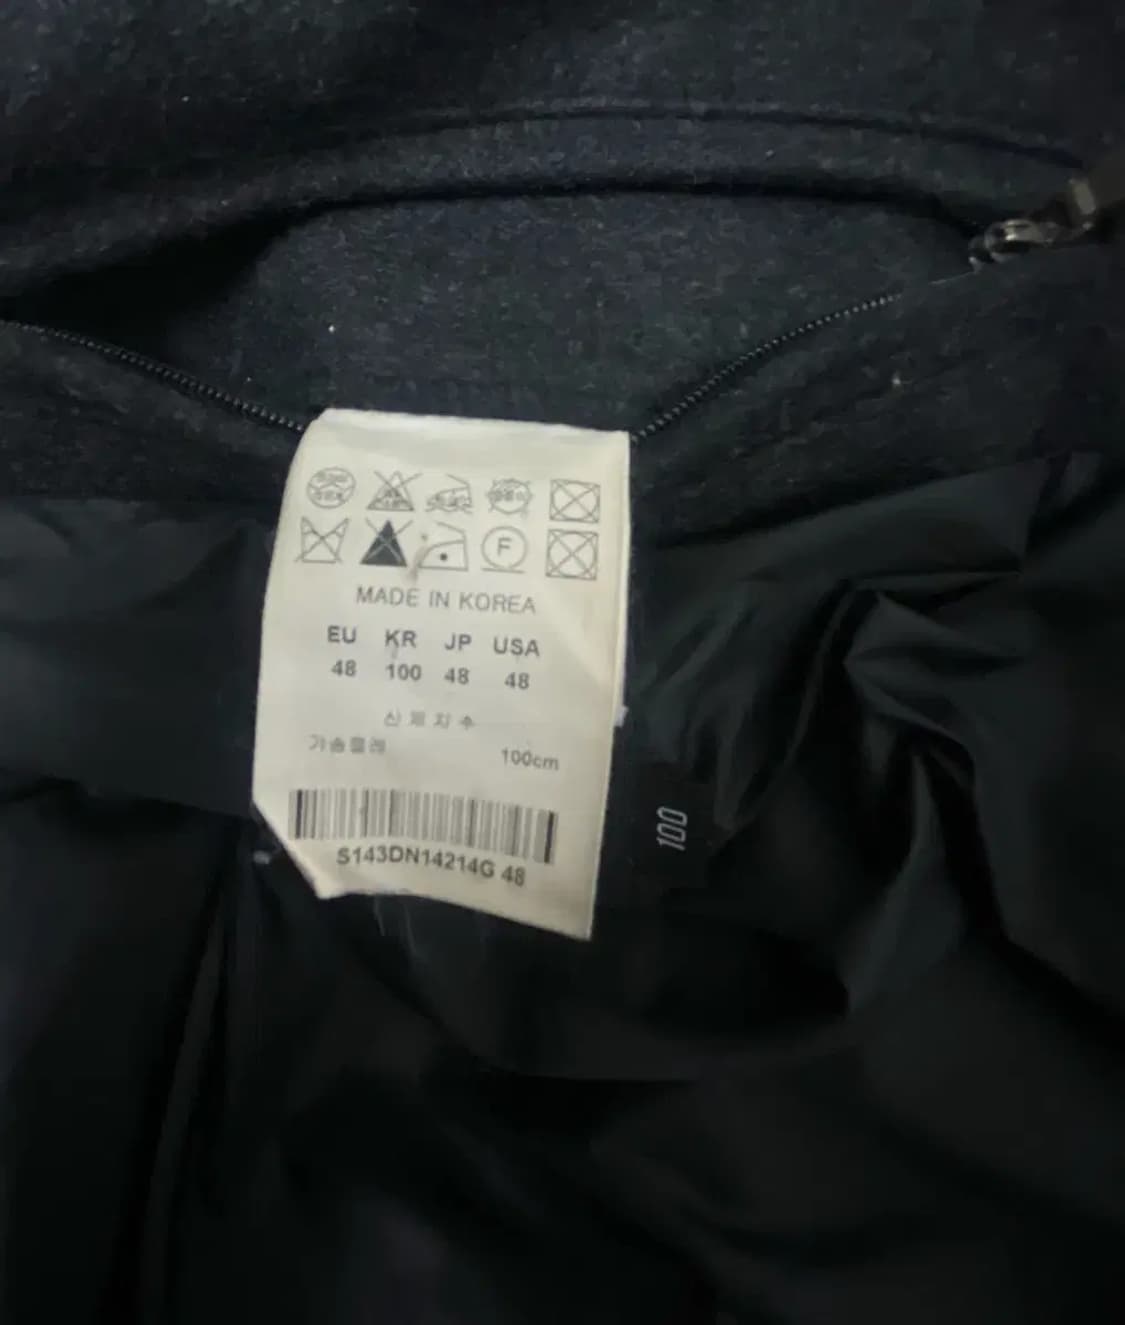 F
MADE IN KOREA
EU KR JP USA
48 100 48 48
신체치수
가슴둘레 100cm
S143DN14214G 48
100